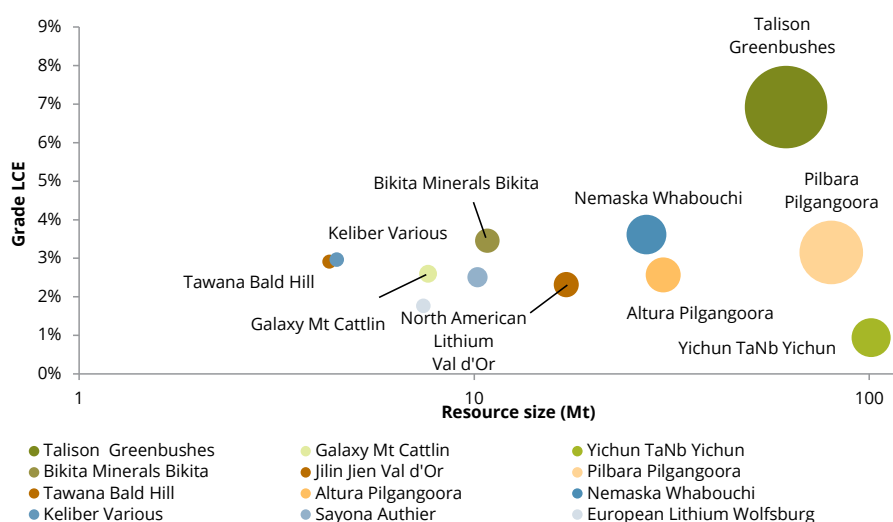 9%
8%
7%
6%
5%
4%
3%
2%
1%
0%
Grade LCE
Talison
Greenbushes
Bikita Minerals Bikita
Nemaska Whabouchi
Pilbara
Pilgangoora
Keliber Various
Tawana Bald Hill
Galaxy Mt Cattlin
North American
Lithium
Val d'Or
Altura Pilgangoora
Yichun TaNb Yichun
1
10
100
Resource size (Mt)
Talison Greenbushes
Galaxy Mt Cattlin
Yichun TaNb Yichun
Bikita Minerals Bikita
Jilin Jien Val d'Or
Pilbara Pilgangoora
Tawana Bald Hill
Altura Pilgangoora
Nemaska Whabouchi
Keliber Various
Sayona Authier
European Lithium Wolfsburg